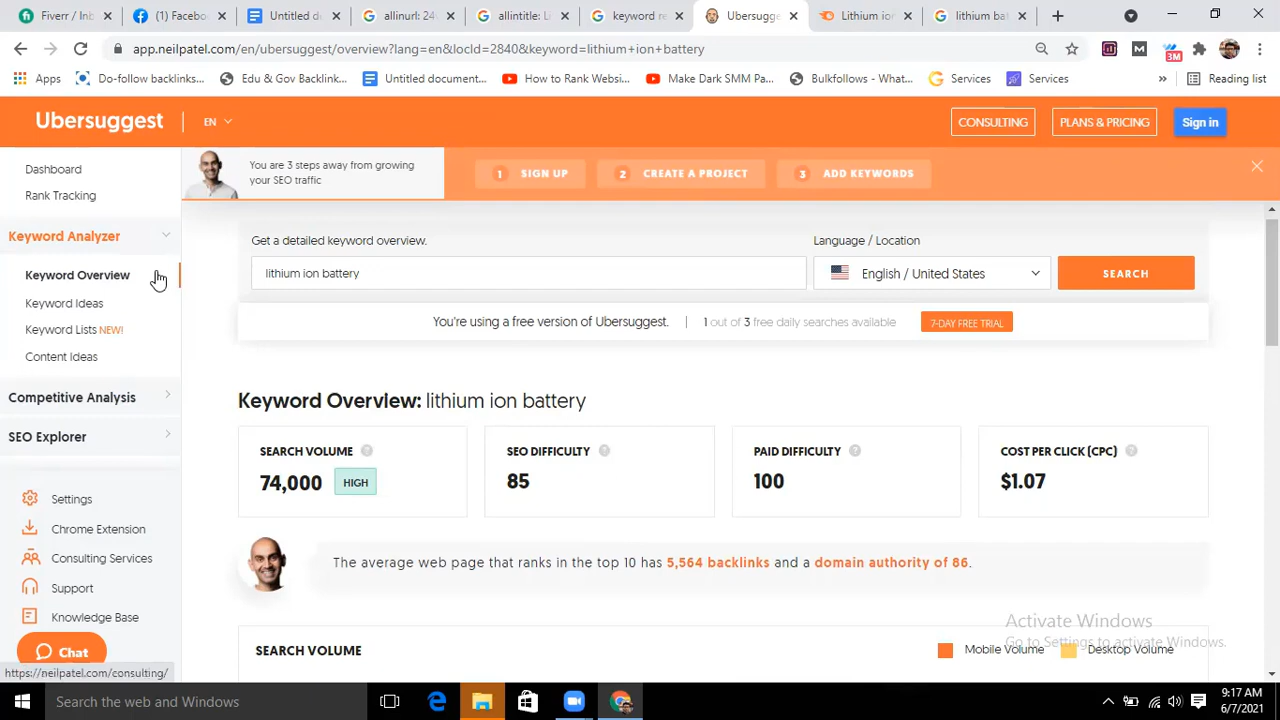 Fiverr / Inb
(1) Facebo
Untitled d
allinurl: 24
allintitle: Li
keyword re
Ubersugge
Lithium io
lithium bat
app.neilpatel.com/en/ubersuggest/overview?lang=en&locId=2840&keyword=lithium+ion+battery
3M
Apps
Do-follow backlinks...
Edu & Gov Backlink...
Untitled document...
How to Rank Websi...
Make Dark SMM Pa...
Bulkfollows - What...
Services
Services
»
Reading list
Ubersuggest
EN
CONSULTING
PLANS & PRICING
Sign in
Dashboard
Rank Tracking
Keyword Analyzer
Keyword Overview
Keyword Ideas
Keyword Lists NEW!
Content Ideas
Competitive Analysis
SEO Explorer
Settings
Chrome Extension
Consulting Services
Support
Knowledge Base
Chat
https://neilpatel.com/consulting/
You are 3 steps away from growing
your SEO traffic
1 SIGN UP
2 CREATE A PROJECT
3 ADD KEYWORDS
Get a detailed keyword overview.
Language / Location
lithium ion battery
English / United States
SEARCH
You're using a free version of Ubersuggest. | 1 out of 3 free daily searches available
7-DAY FREE TRIAL
Keyword Overview: lithium ion battery
SEARCH VOLUME ?
74,000 HIGH
SEO DIFFICULTY ?
85
PAID DIFFICULTY ?
100
COST PER CLICK (CPC) ?
$1.07
The average web page that ranks in the top 10 has 5,564 backlinks and a domain authority of 86.
SEARCH VOLUME
Mobile Volume
Desktop Volume
Activate Windows
Go to Settings to activate Windows.
Search the web and Windows
9:17 AM
6/7/2021